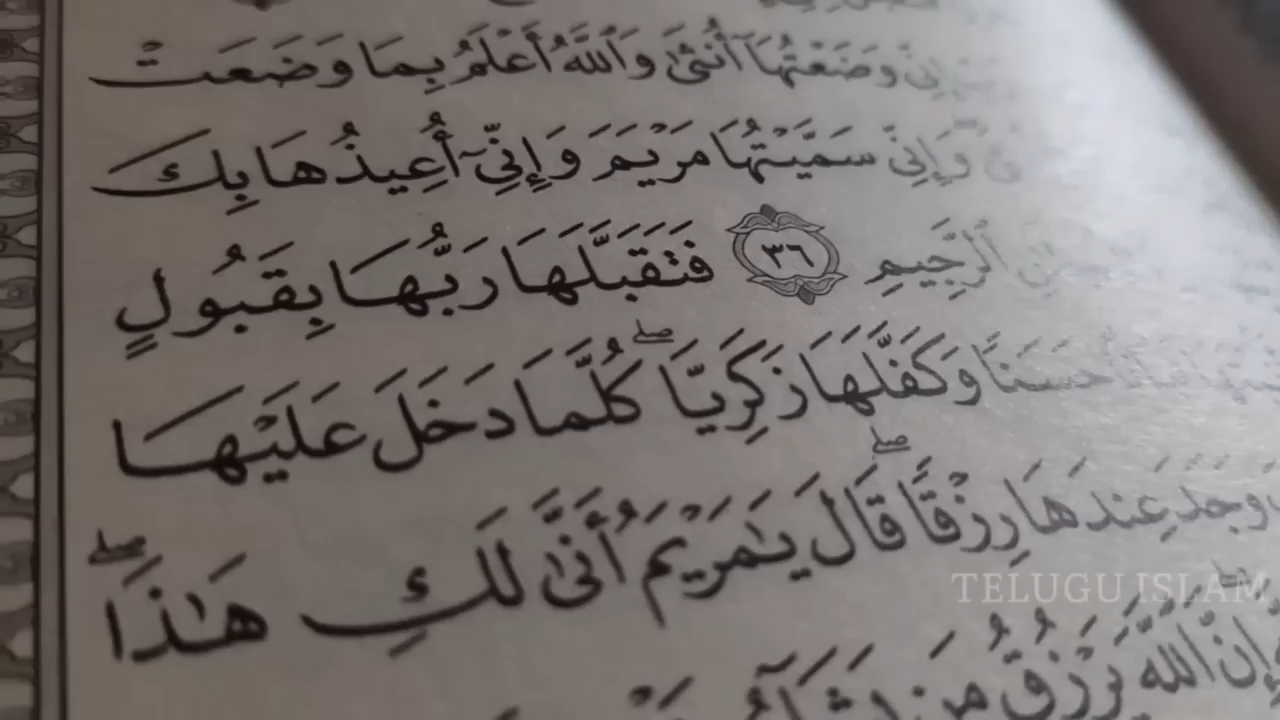 إِنِّى وَضَعْتُهَآ أُنثَىٰ وَٱللَّهُ أَعْلَمُ بِمَا وَضَعَتْ
وَإِنِّى سَمَّيْتُهَا مَرْيَمَ وَإِنِّىٓ أُعِيذُهَا بِكَ
ٱلرَّجِيمِ ٣٦ فَتَقَبَّلَهَا رَبُّهَا بِقَبُولٍ
حَسَنًا وَكَفَّلَهَا زَكَرِيَّا ۖ كُلَّمَا دَخَلَ عَلَيْهَا
وَجَدَ عِندَهَا رِزْقًا ۖ قَالَ يَٰمَرْيَمُ أَنَّىٰ لَكِ هَٰذَا ۖ
إِنَّ ٱللَّهَ يَرْزُقُ مَن
TELUGU ISLAM